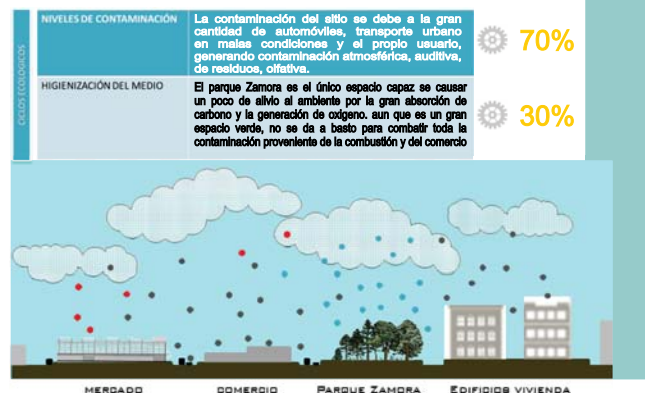 CICLOS ECOLOGICOS
NIVELES DE CONTAMINACIÓN
La contaminación del sitio se debe a la gran
cantidad de automóviles, transporte urbano
en malas condiciones y el propio usuario,
generando contaminación atmosférica, auditiva,
de residuos, olfativa.
70%
HIGIENIZACIÓN DEL MEDIO
El parque Zamora es el único espacio capaz se causar
un poco de alivio al ambiente por la gran absorción de
carbono y la generación de oxigeno. aun que es un gran
espacio verde, no se da a basto para combatir toda la
contaminación proveniente de la combustión y del comercio
30%
MERCADO
COMERCIO
PARQUE ZAMORA
EDIFICIOS VIVIENDA